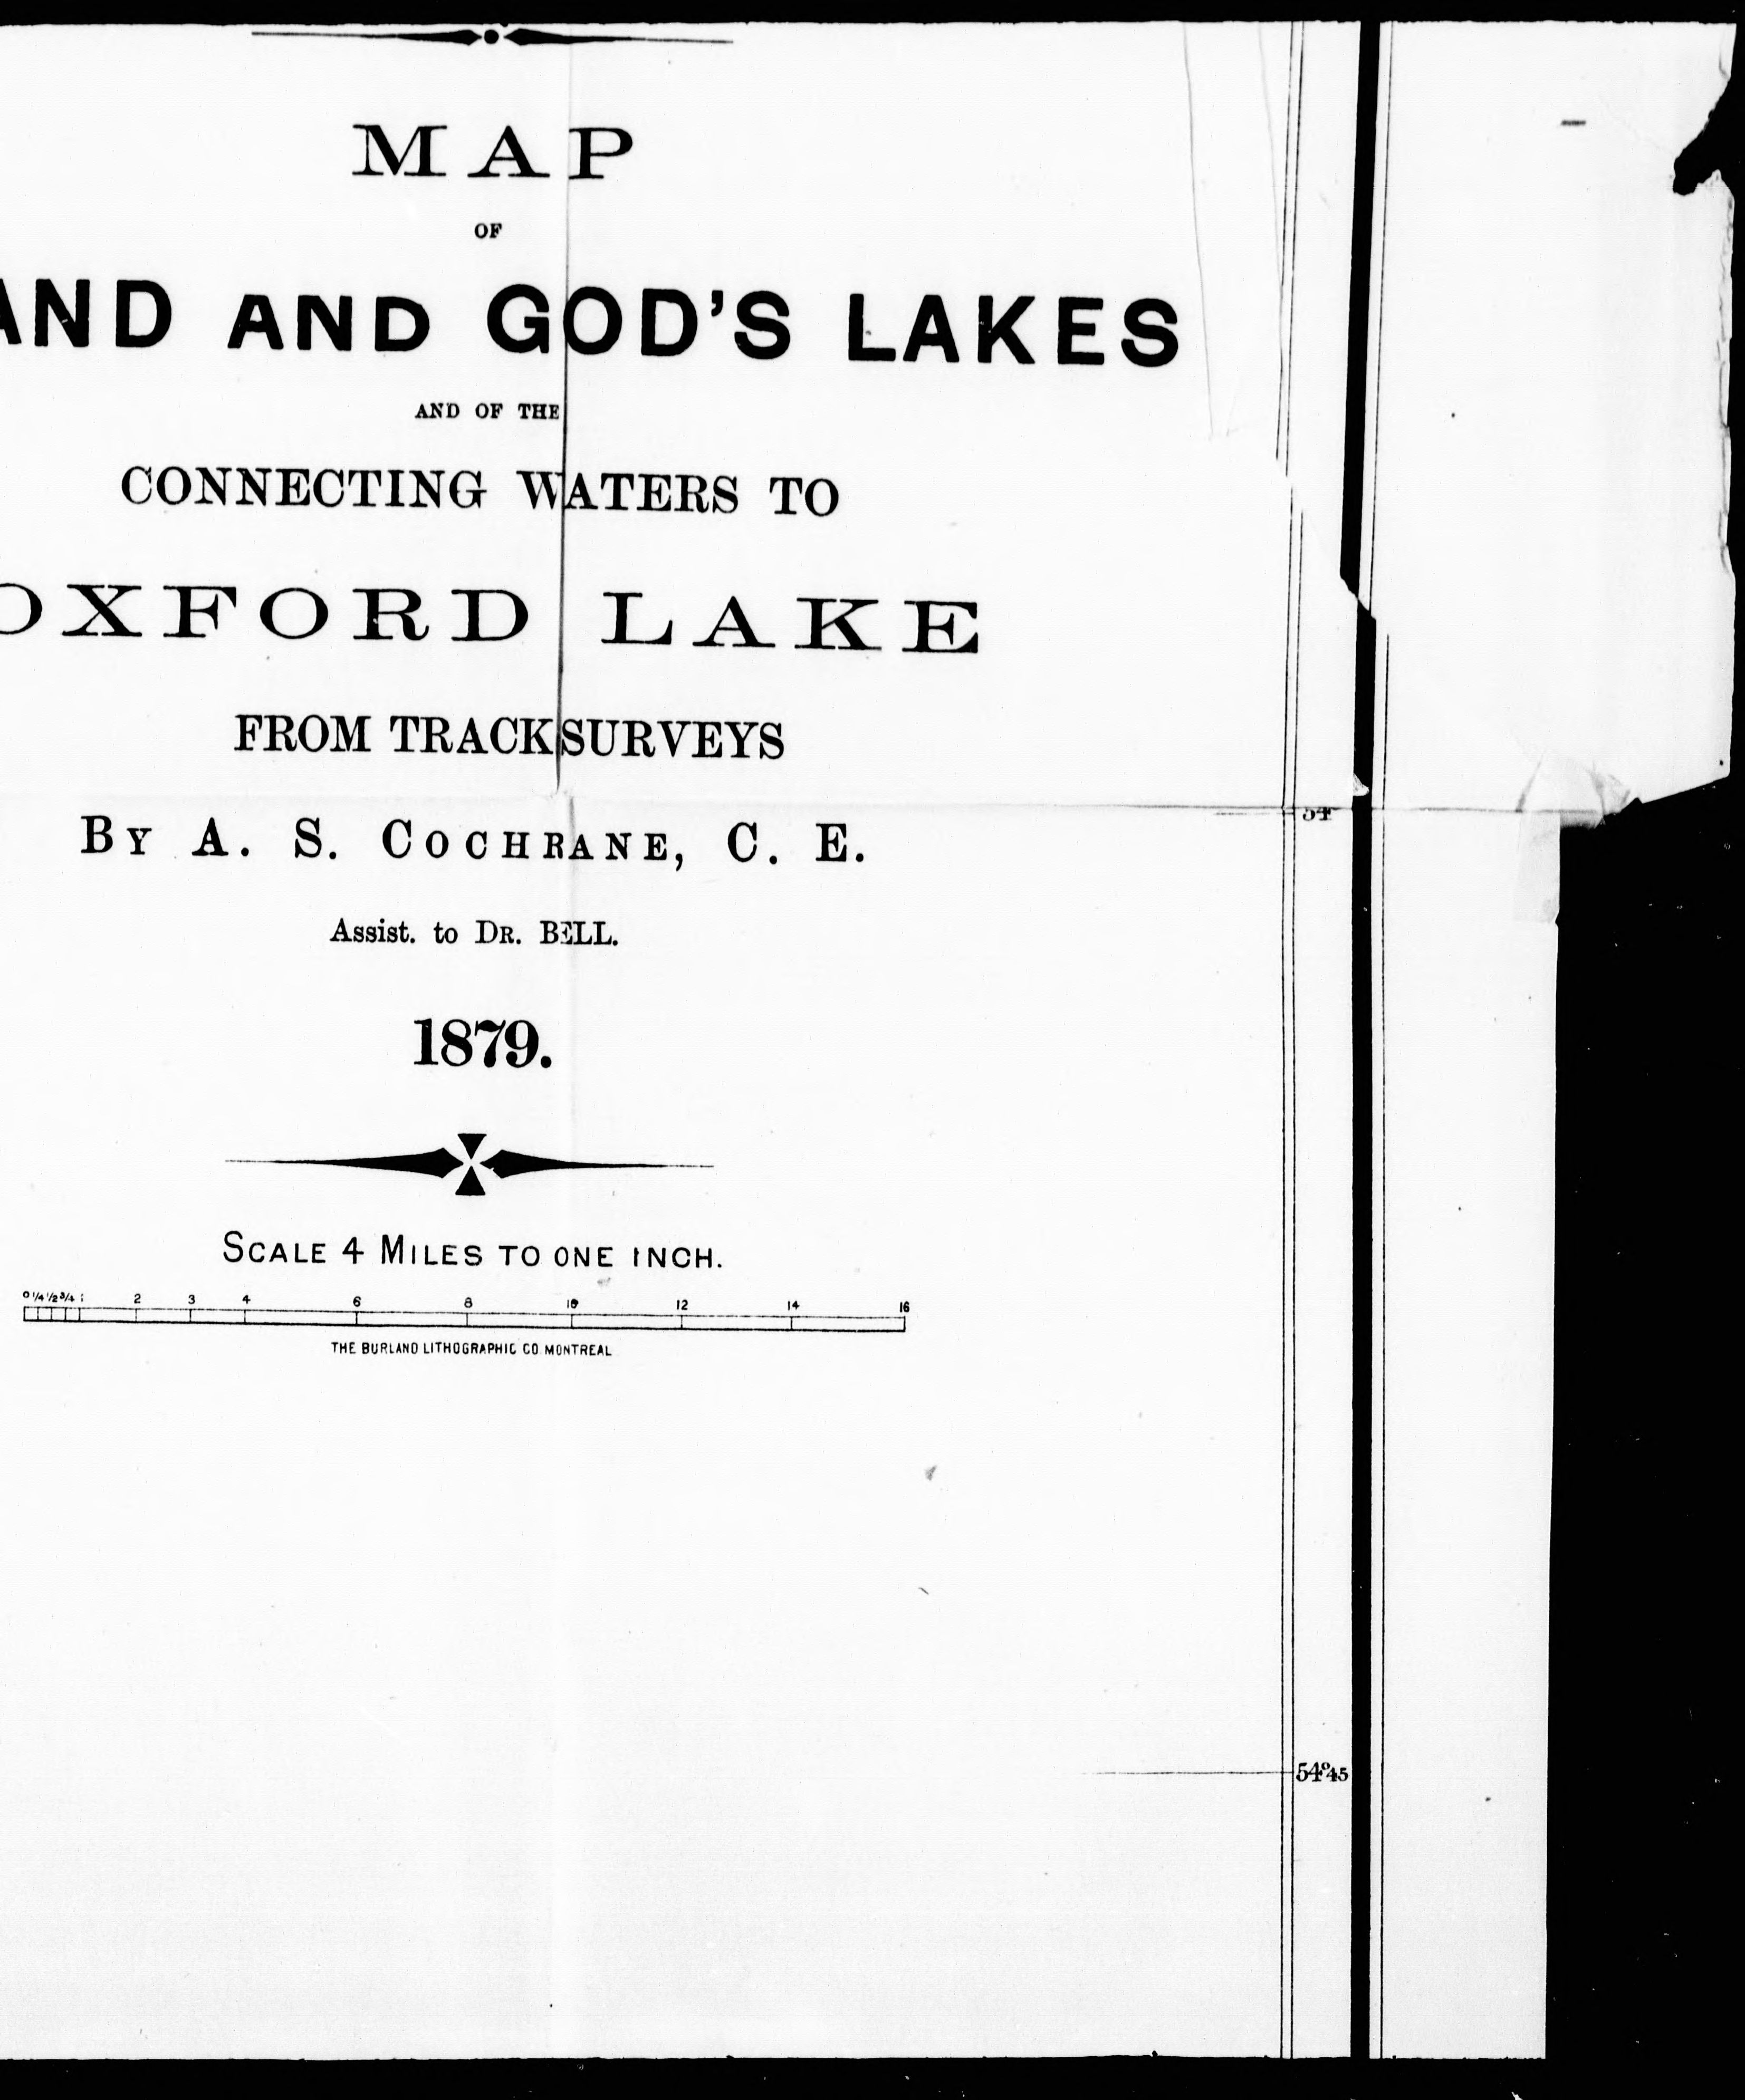 MAP
OF
AND AND GOD'S LAKES
AND OF THE
CONNECTING WATERS TO
OXFORD LAKE
FROM TRACK SURVEYS
54
BY A. S. COCHRANE, C. E.
Assist. to DR. BELL.
1879.
SCALE 4 MILES TO ONE INCH.
0 1/4 1/2 3/4 1 2 3 4 6 8 10 12 14 16
THE BURLAND LITHOGRAPHIC CO. MONTREAL
54°45